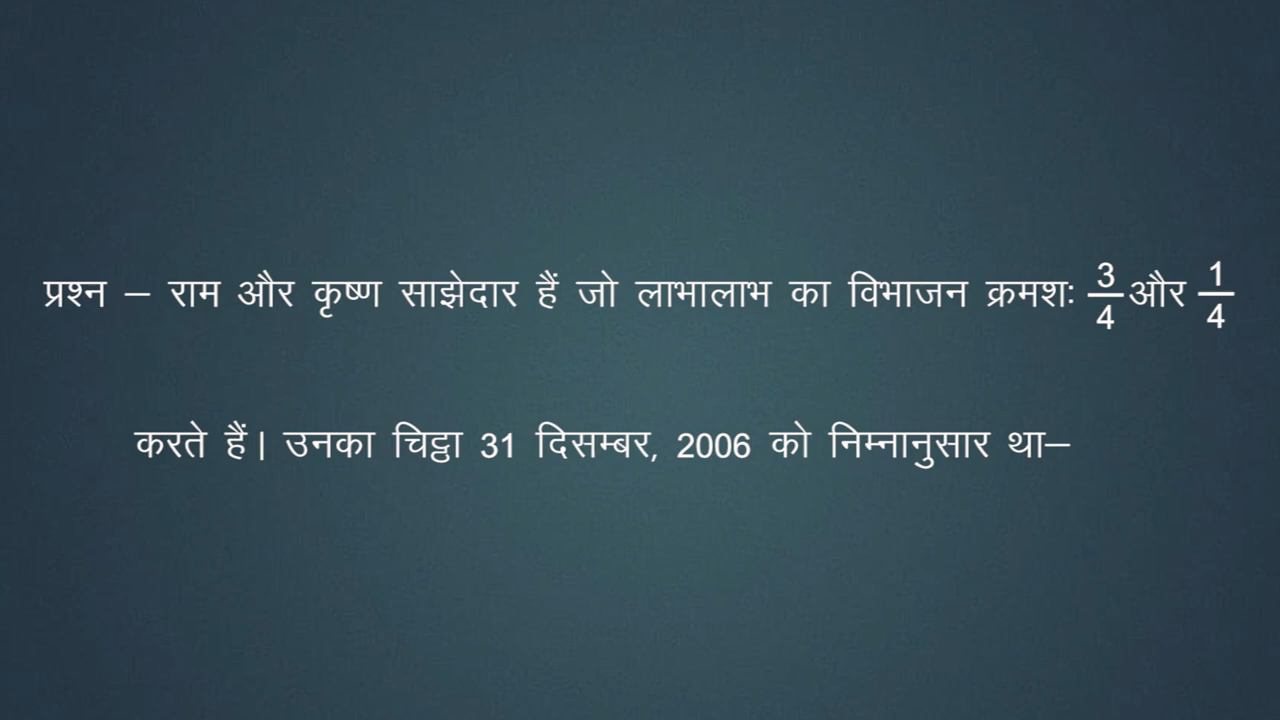 प्रश्न – राम और कृष्ण साझेदार हैं जो लाभालाभ का विभाजन क्रमशः 3/4 और 1/4
करते हैं। उनका चिट्ठा 31 दिसम्बर, 2006 को निम्नानुसार था–